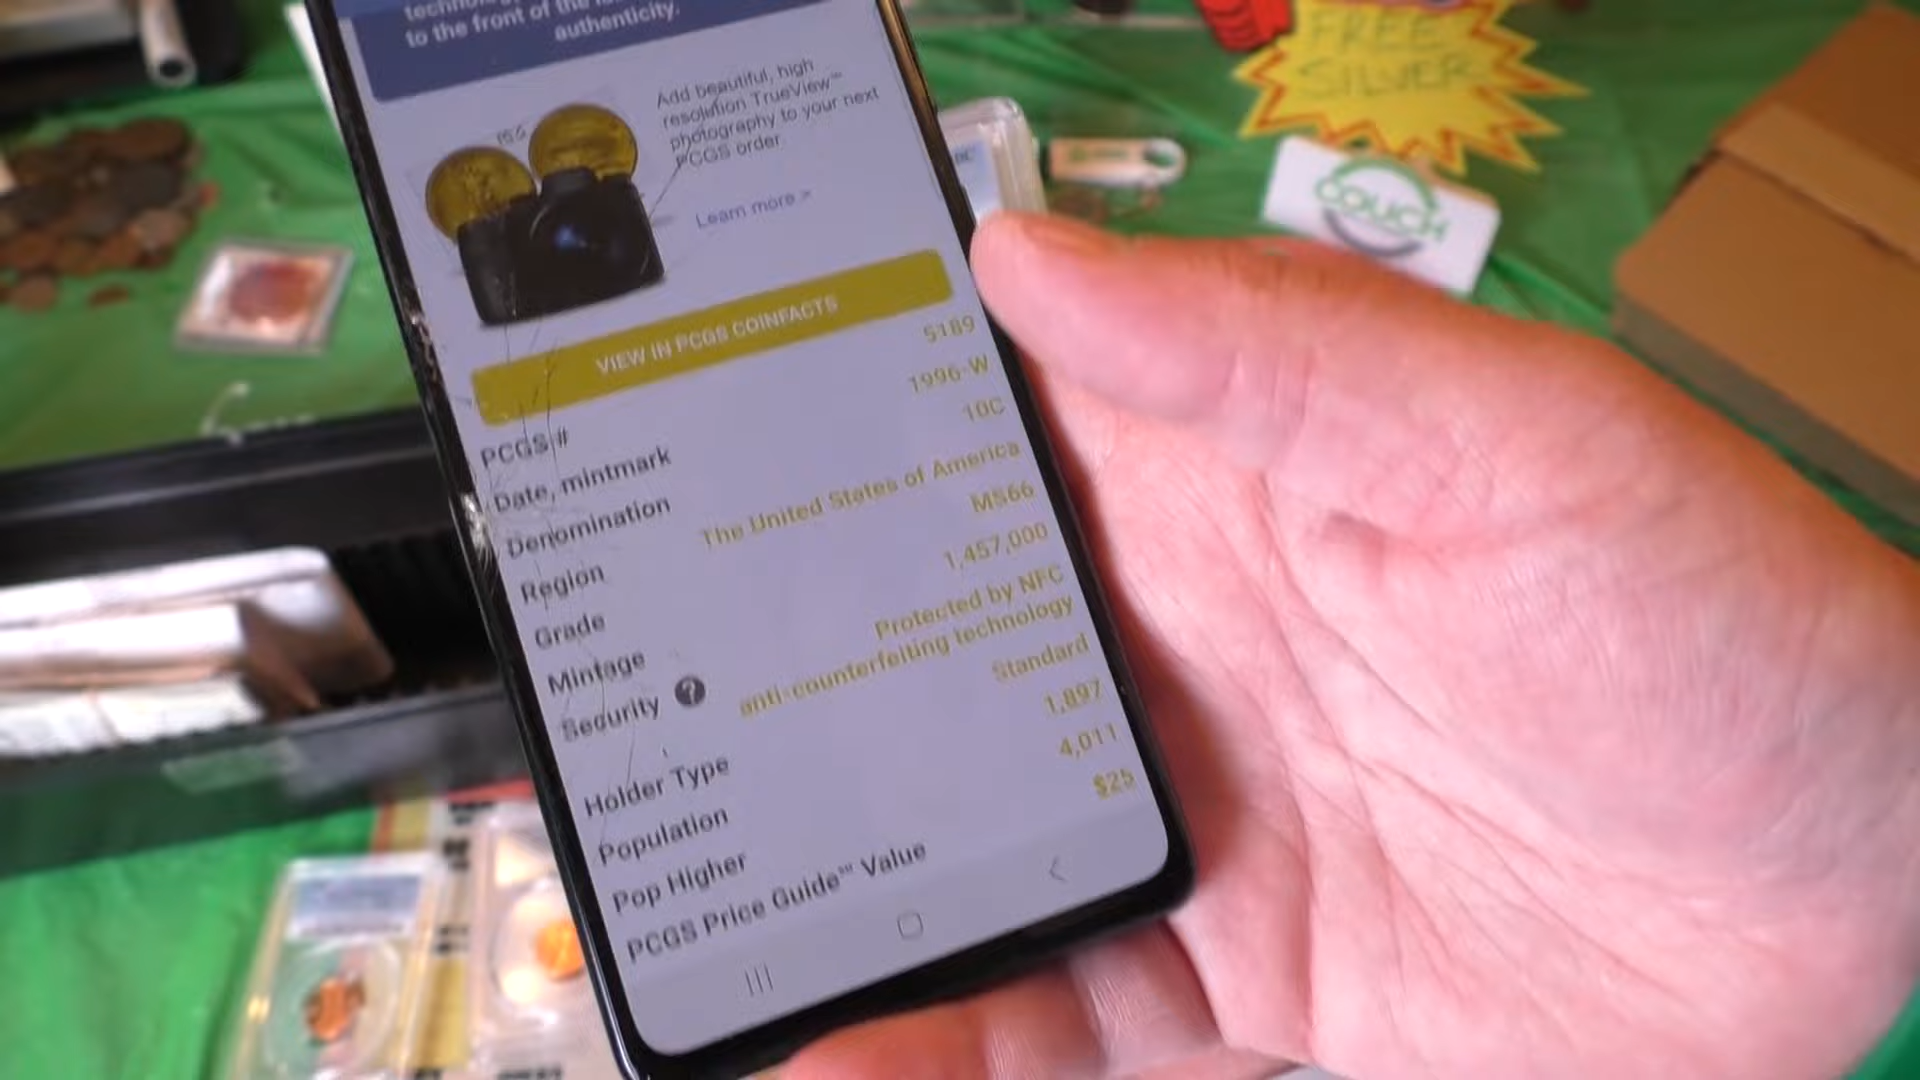 to the front of the
authenticity.
Add beautiful, high
resolution TrueView℠
photography to your next
PCGS order.
Learn more >
VIEW IN PCGS COINFACTS
PCGS # 5189
Date, mintmark 1996-W
Denomination 10C
Region The United States of America
Grade MS66
Mintage 1,457,000
Security ? Protected by NFC
anti-counterfeiting technology
Holder Type Standard
Population 1,897
Pop Higher 4,011
PCGS Price Guide℠ Value $25
FREE
SILVER
COUCH